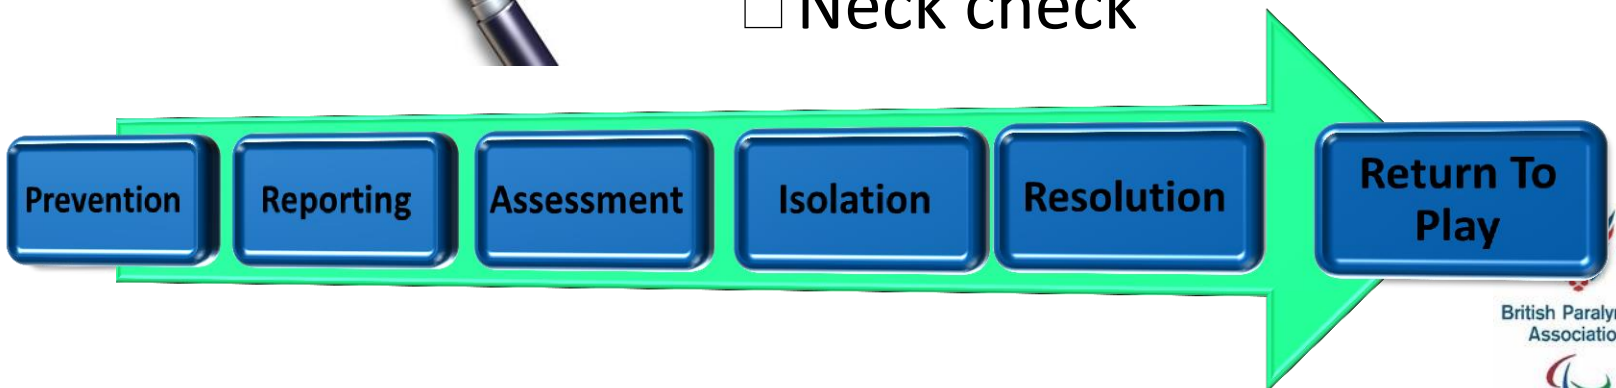 □ Neck check
Prevention
Reporting
Assessment
Isolation
Resolution
Return To
Play
British Paraly
Associatio